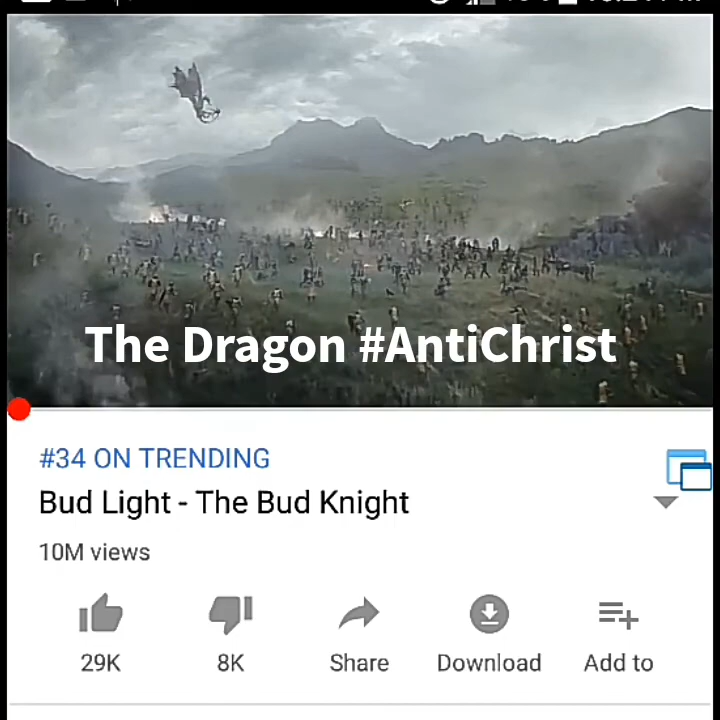 The Dragon #AntiChrist
#34 ON TRENDING
Bud Light - The Bud Knight
10M views
29K
8K
Share
Download
Add to